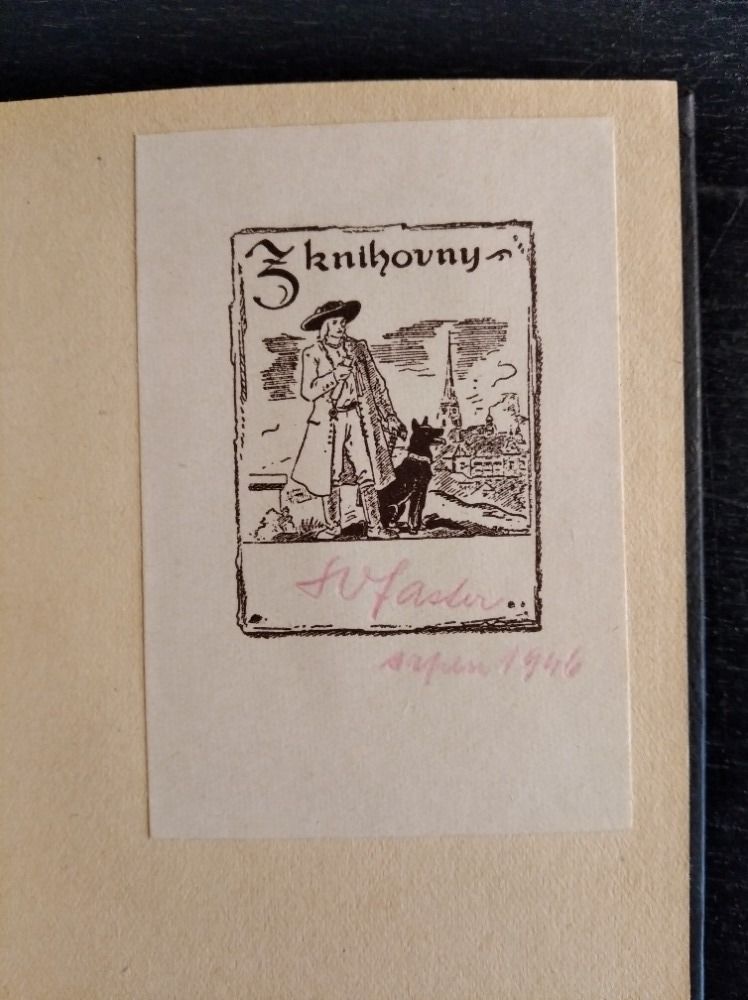 Z knihovny
srpen 1946